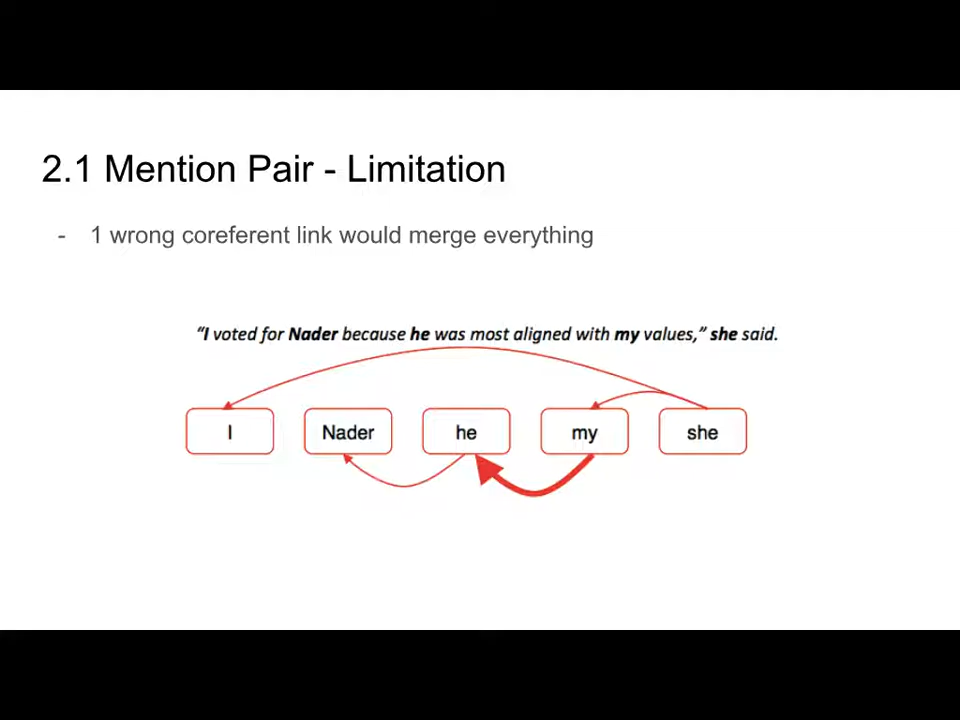 2.1 Mention Pair - Limitation
- 1 wrong coreferent link would merge everything
“I voted for Nader because he was most aligned with my values,” she said.
I Nader he my she